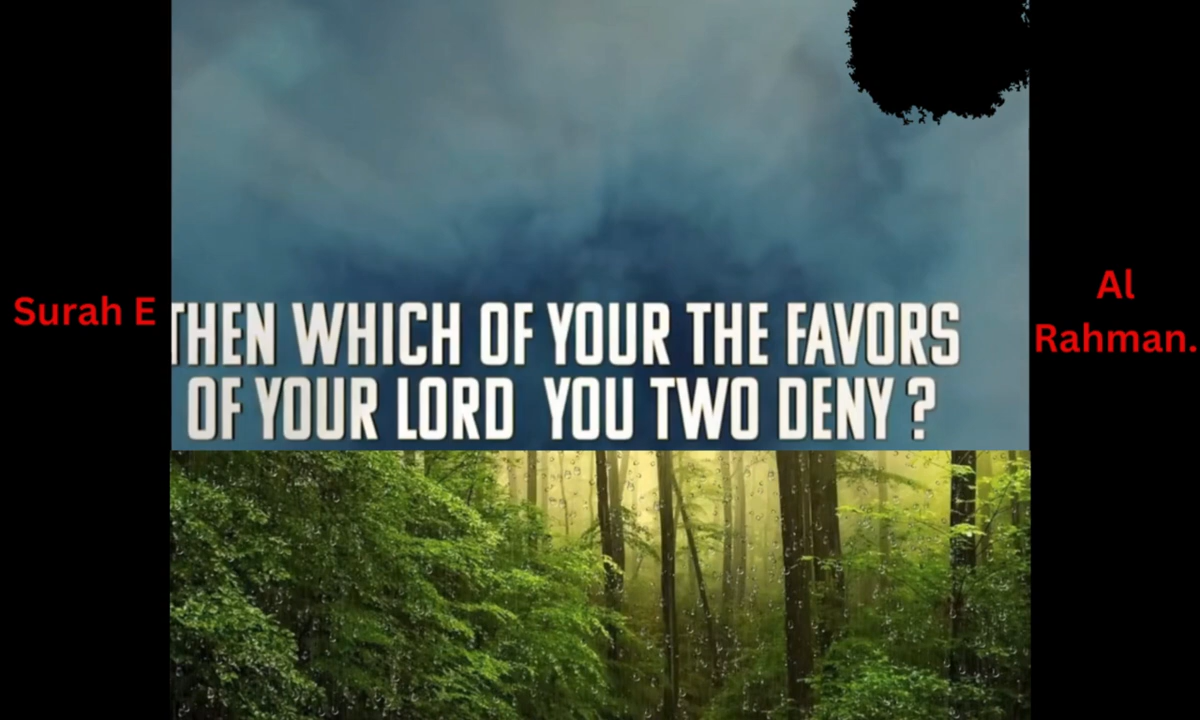 Surah E
THEN WHICH OF YOUR THE FAVORS
OF YOUR LORD YOU TWO DENY ?
Al
Rahman.